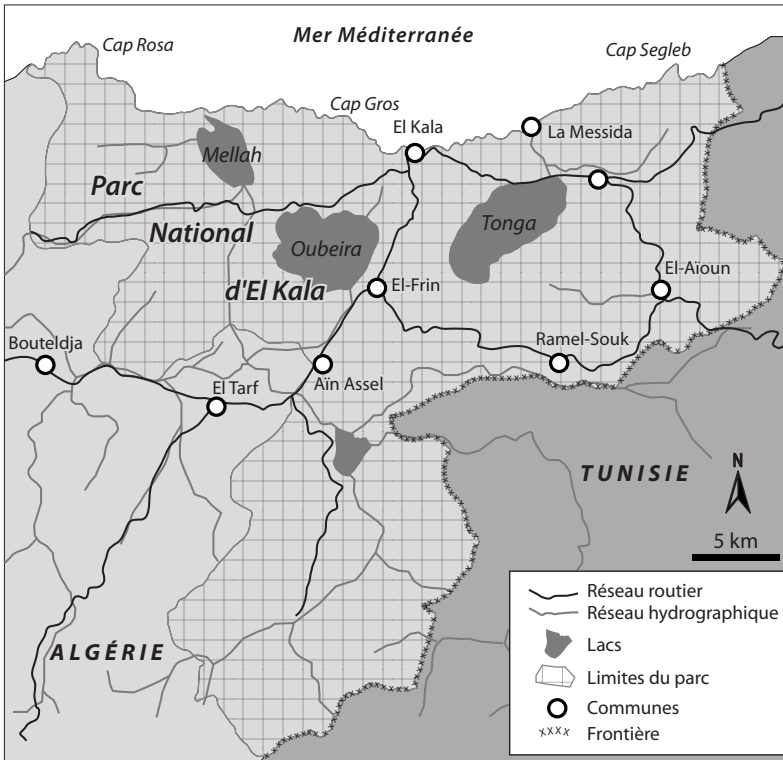 Mer Méditerranée
Cap Rosa
Cap Segleb
Cap Gros
El Kala
La Messida
Mellah
Parc
National
d'El Kala
Oubeira
Tonga
El-Frin
El-Aïoun
Bouteldja
Ramel-Souk
El Tarf
Aïn Assel
TUNISIE
N
5 km
ALGÉRIE
Réseau routier
Réseau hydrographique
Lacs
Limites du parc
Communes
Frontière